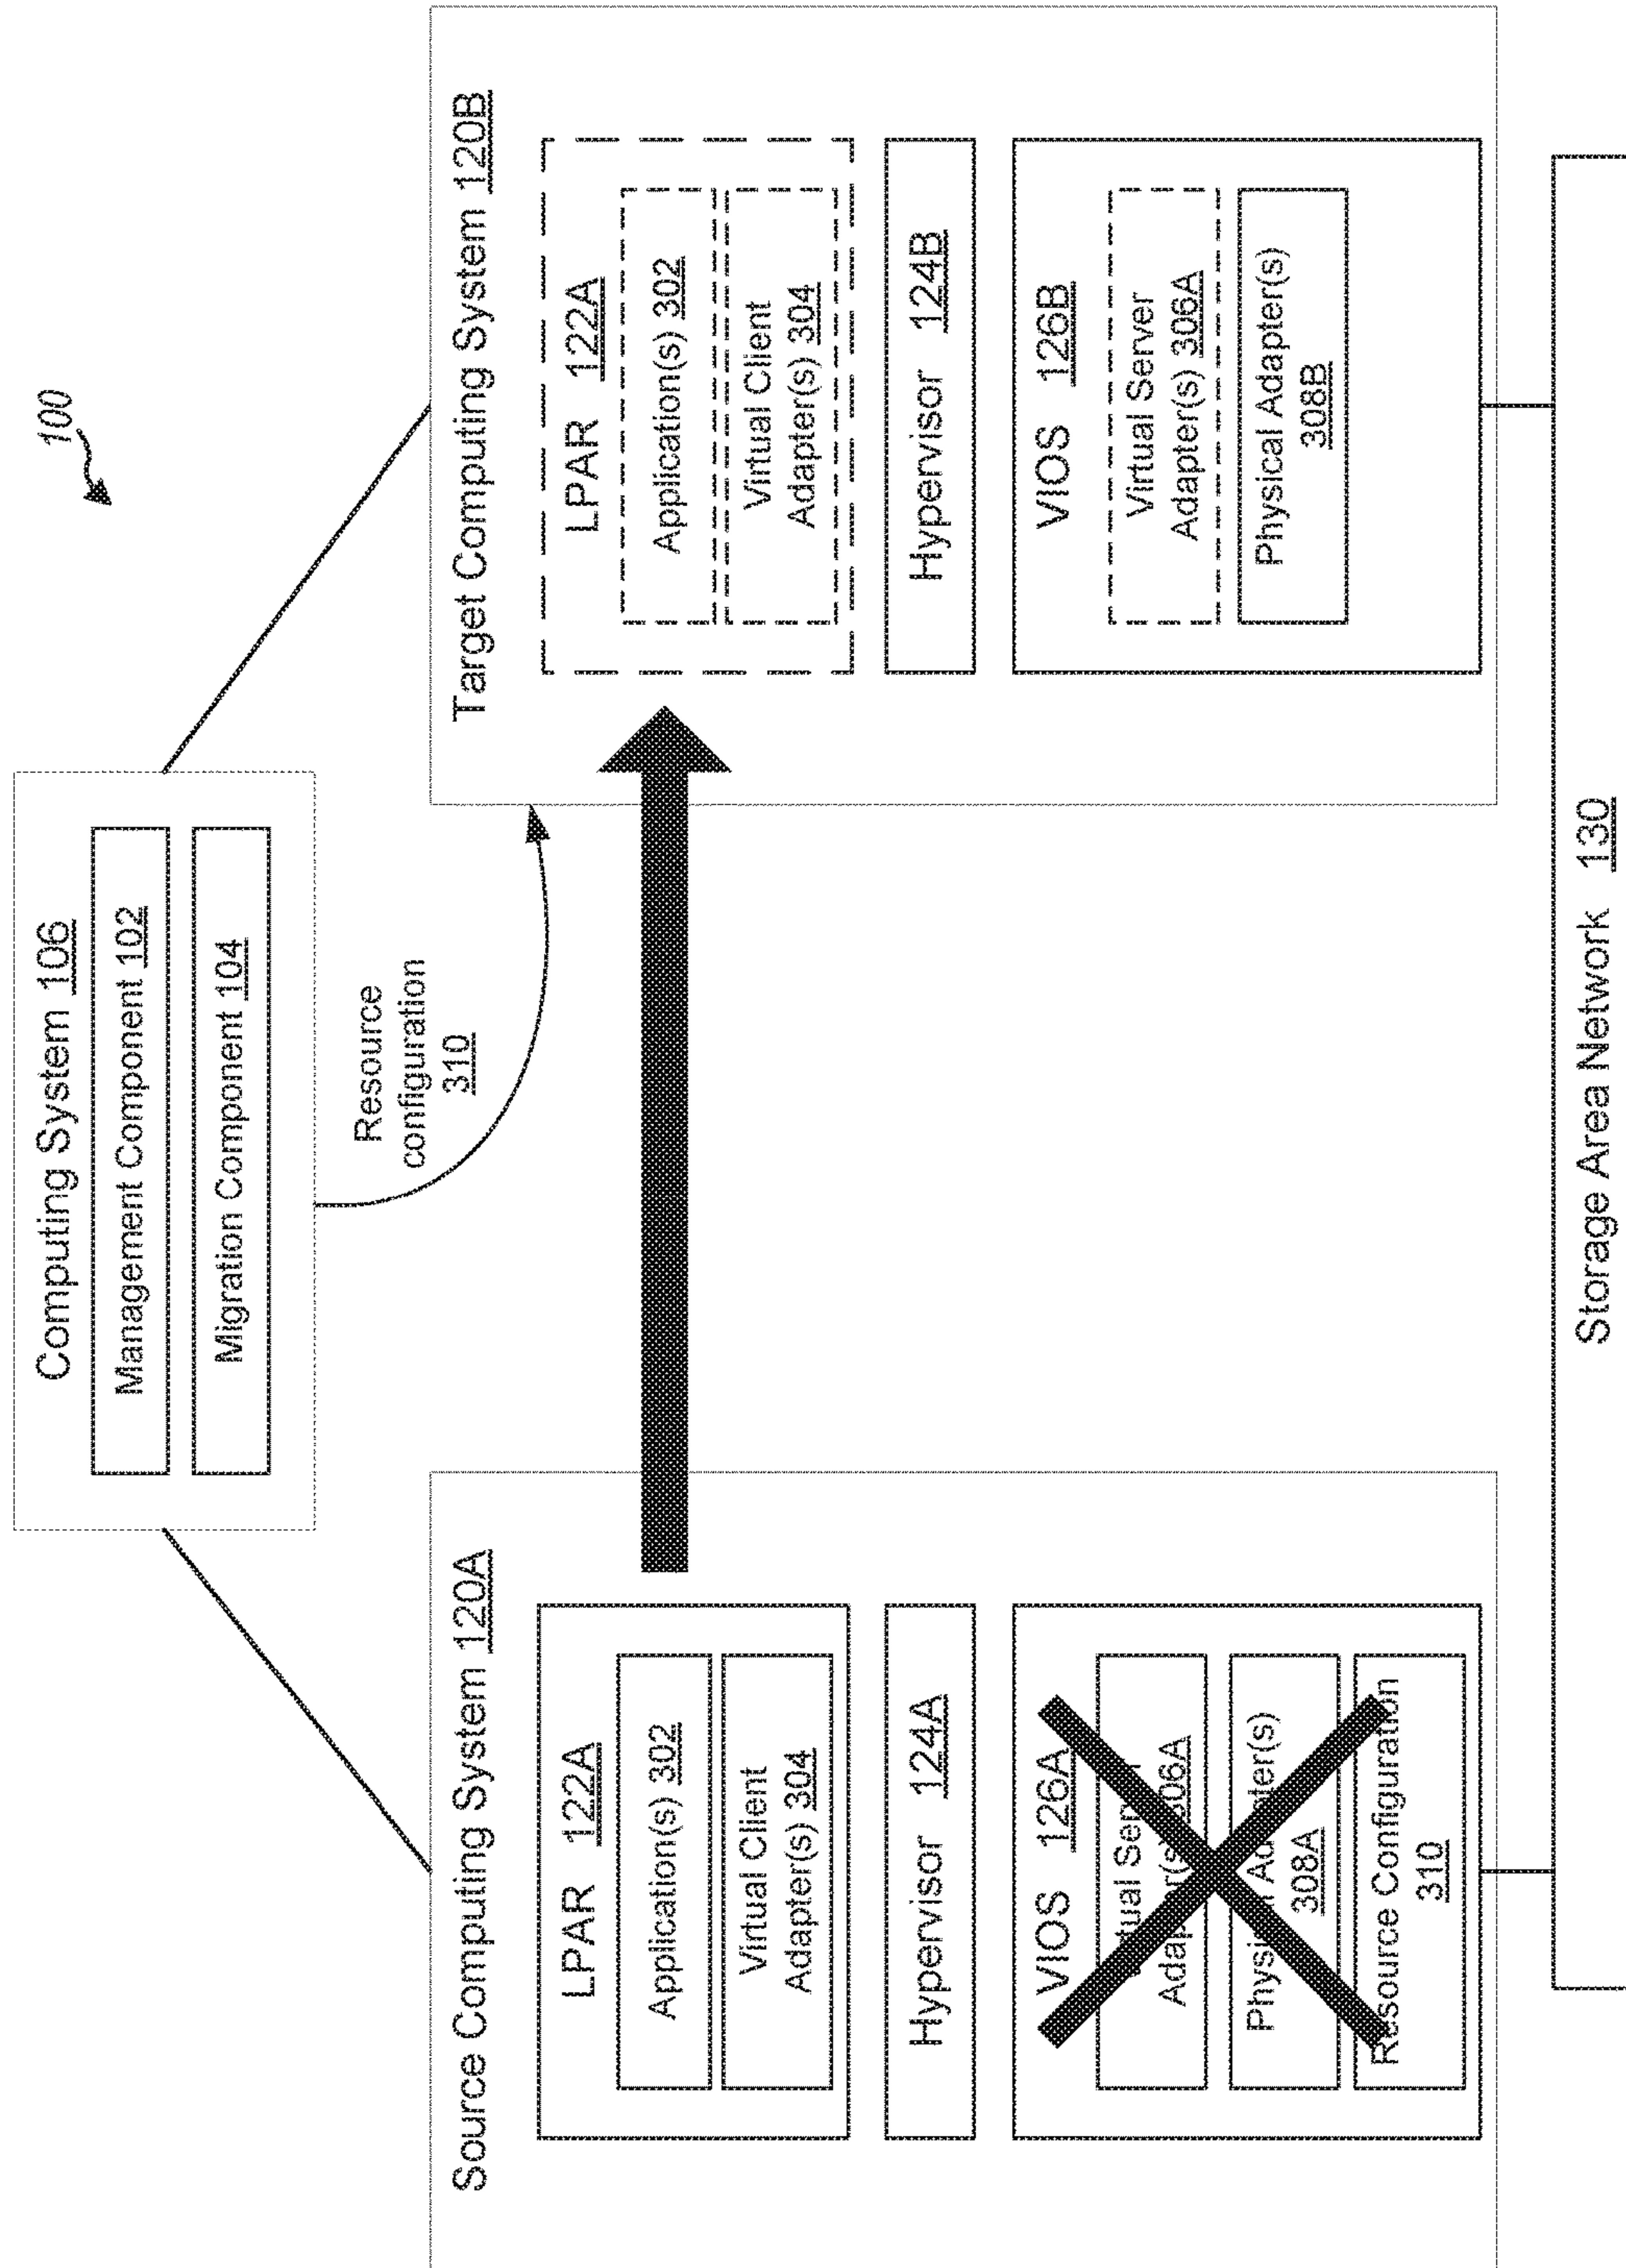 100
Computing System 106
Management Component 102
Migration Component 104
Resource
configuration
310
Source Computing System 120A
LPAR 122A
Application(s) 302
Virtual Client
Adapter(s) 304
Hypervisor 124A
VIOS 126A
Adapter(s) 306A
Physical Adapter(s)
308A
Resource Configuration
310
Target Computing System 120B
LPAR 122A
Application(s) 302
Virtual Client
Adapter(s) 304
Hypervisor 124B
VIOS 126B
Virtual Server
Adapter(s) 306A
Physical Adapter(s)
308B
Storage Area Network 130